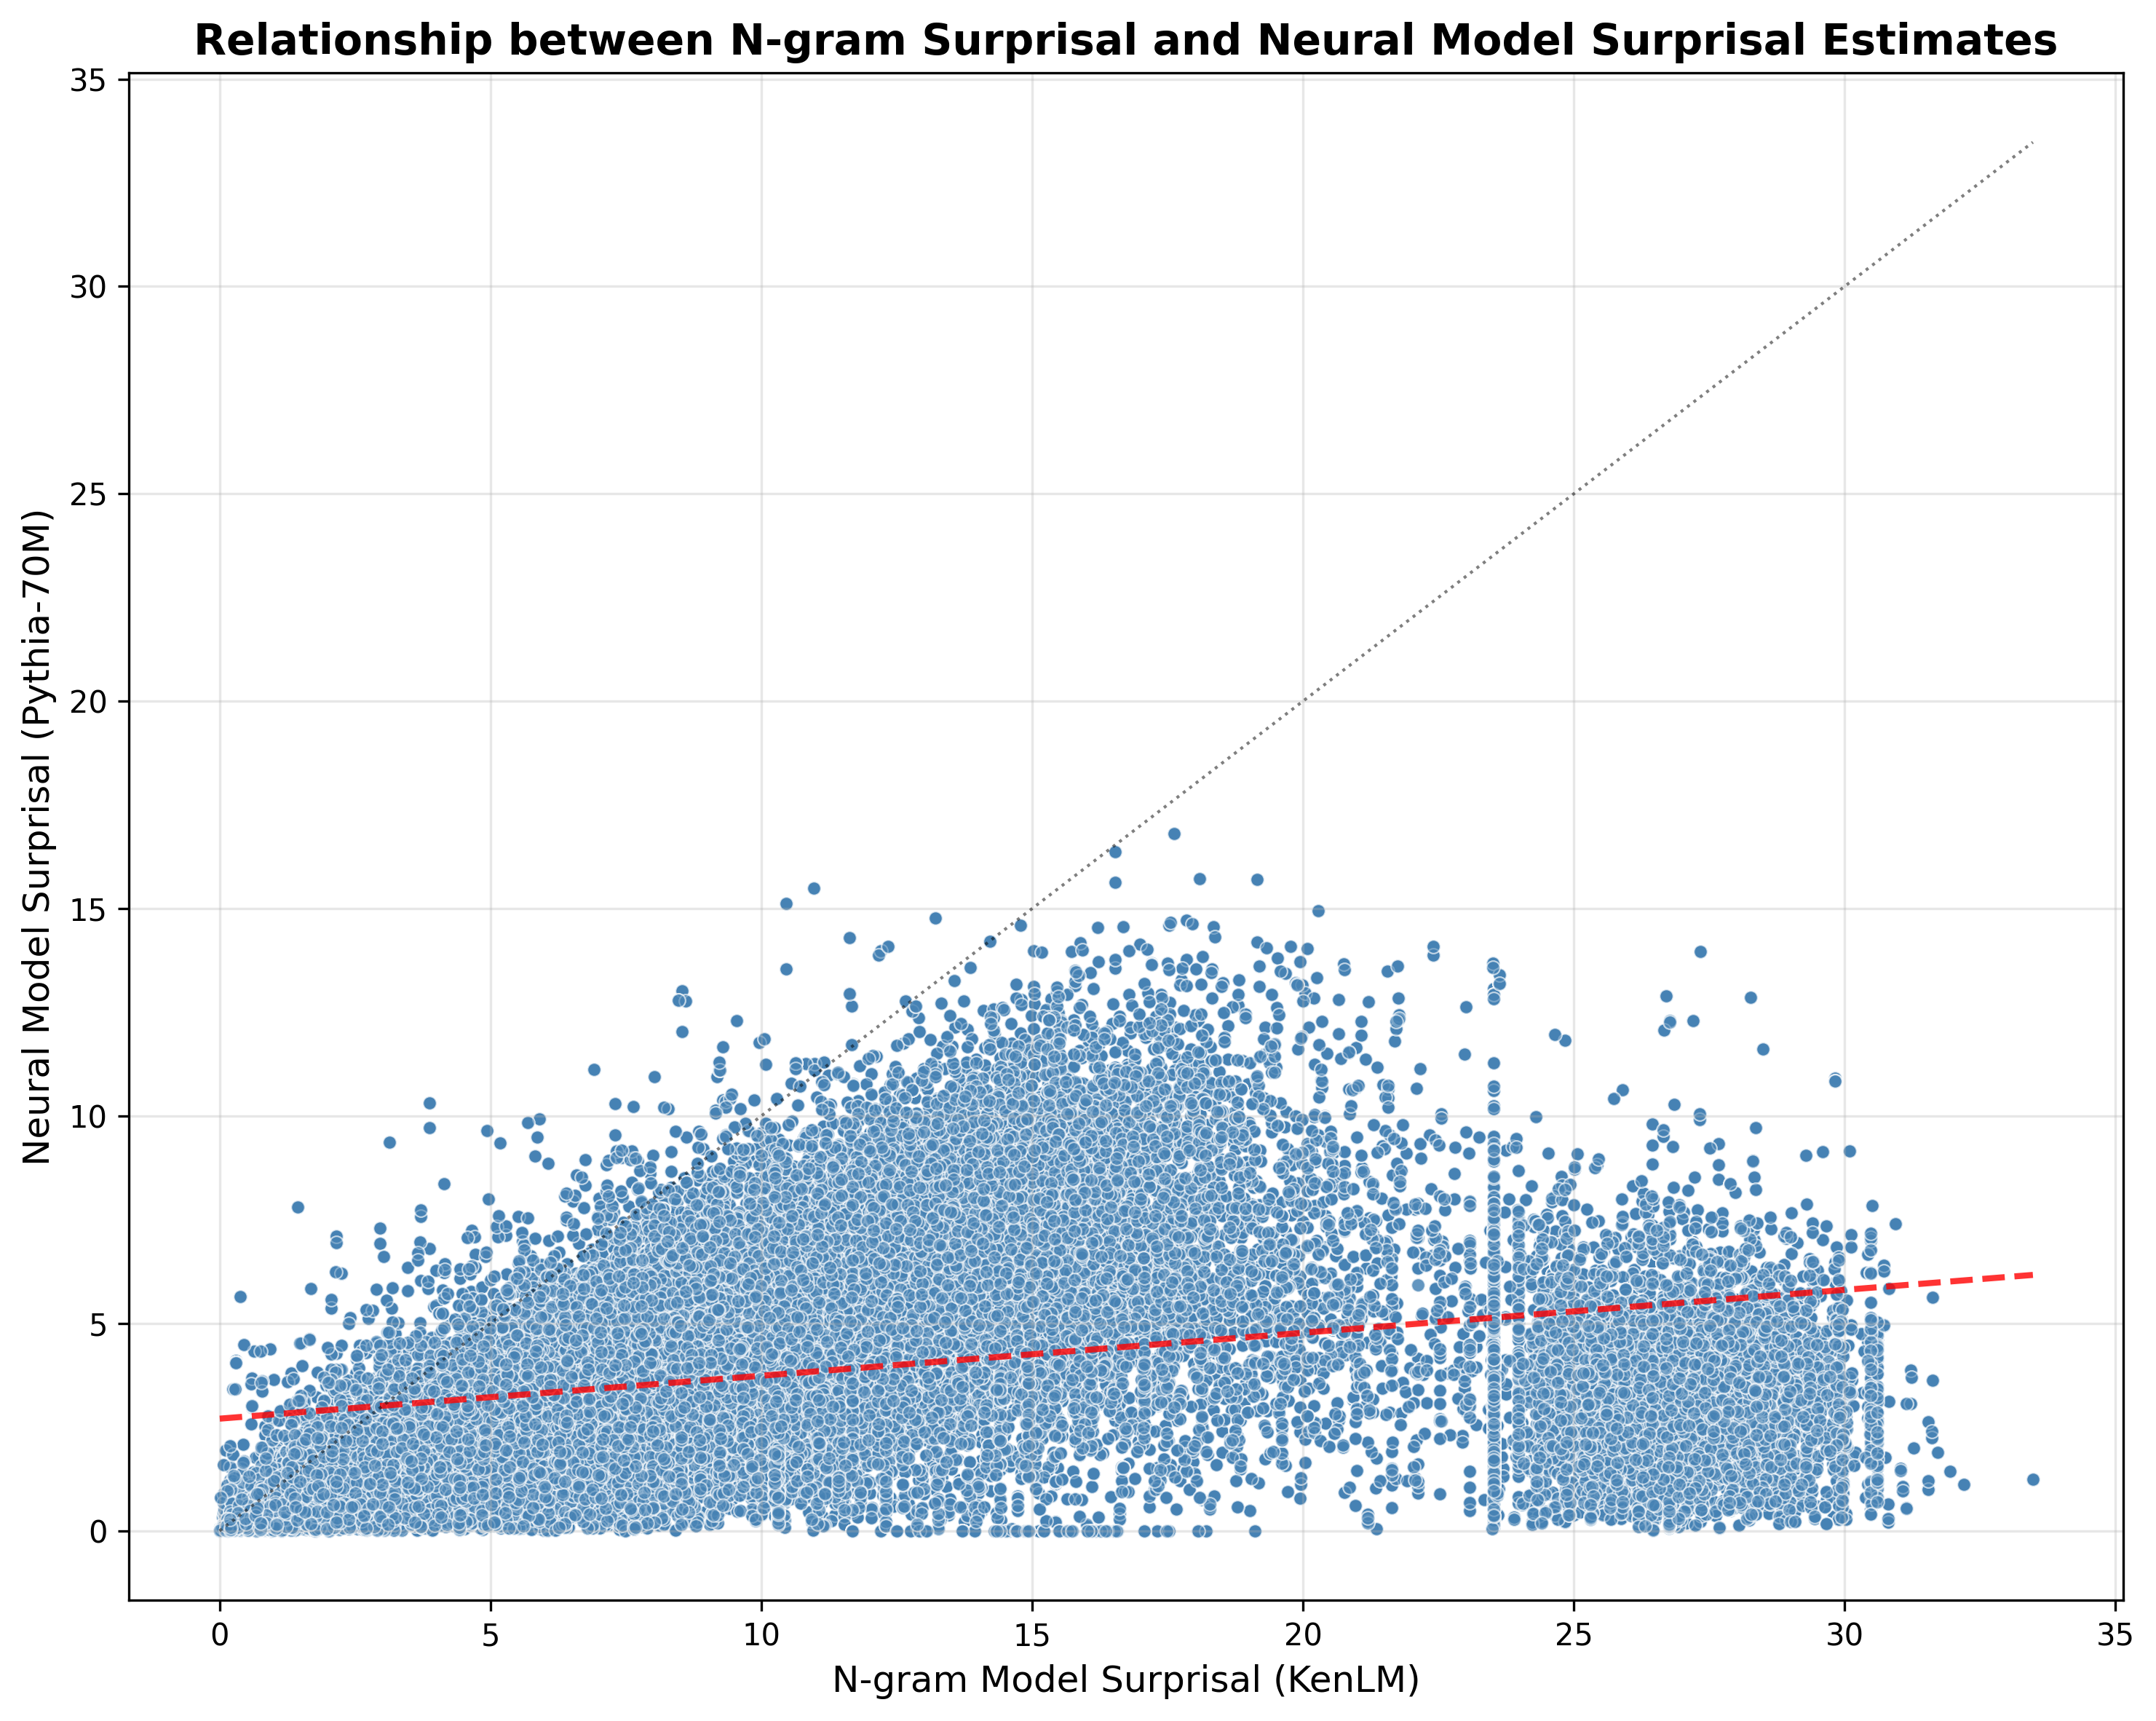 Relationship between N-gram Surprisal and Neural Model Surprisal Estimates
Neural Model Surprisal (Pythia-70M)
35
30
25
20
15
10
5
0
0 5 10 15 20 25 30 35
N-gram Model Surprisal (KenLM)